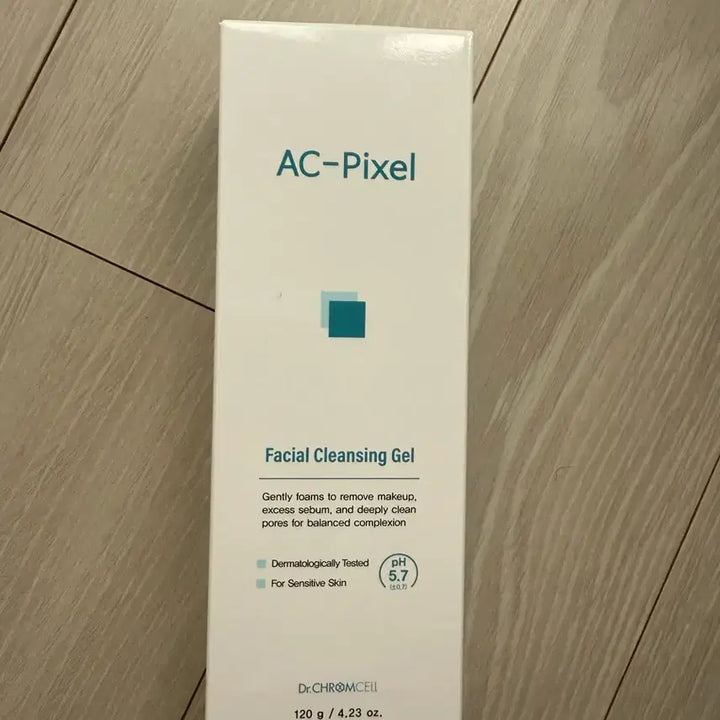 AC-Pixel
Facial Cleansing Gel
Gently foams to remove makeup,
excess sebum, and deeply clean
pores for balanced complexion
Dermatologically Tested
For Sensitive Skin
pH
5.7
(±0.7)
Dr.CHROMCELL
120 g / 4.23 oz.